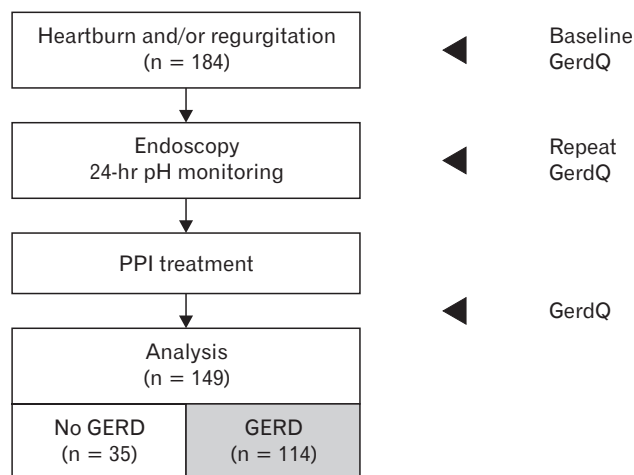 Heartburn and/or regurgitation
(n = 184)
Baseline
GerdQ
Endoscopy
24-hr pH monitoring
Repeat
GerdQ
PPI treatment
GerdQ
Analysis
(n = 149)
No GERD
(n = 35)
GERD
(n = 114)